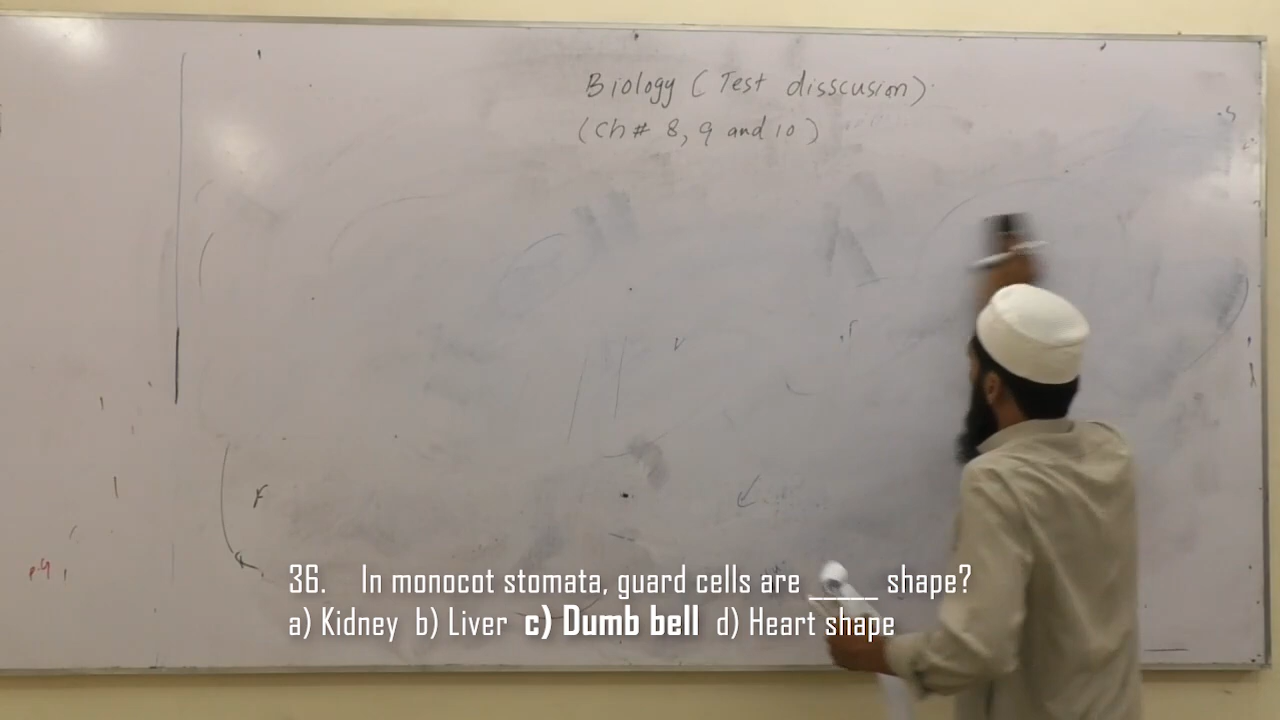 Biology (Test disscusion)
(Ch# 8, 9 and 10)
36. In monocot stomata, guard cells are _____ shape?
a) Kidney b) Liver c) Dumb bell d) Heart shape